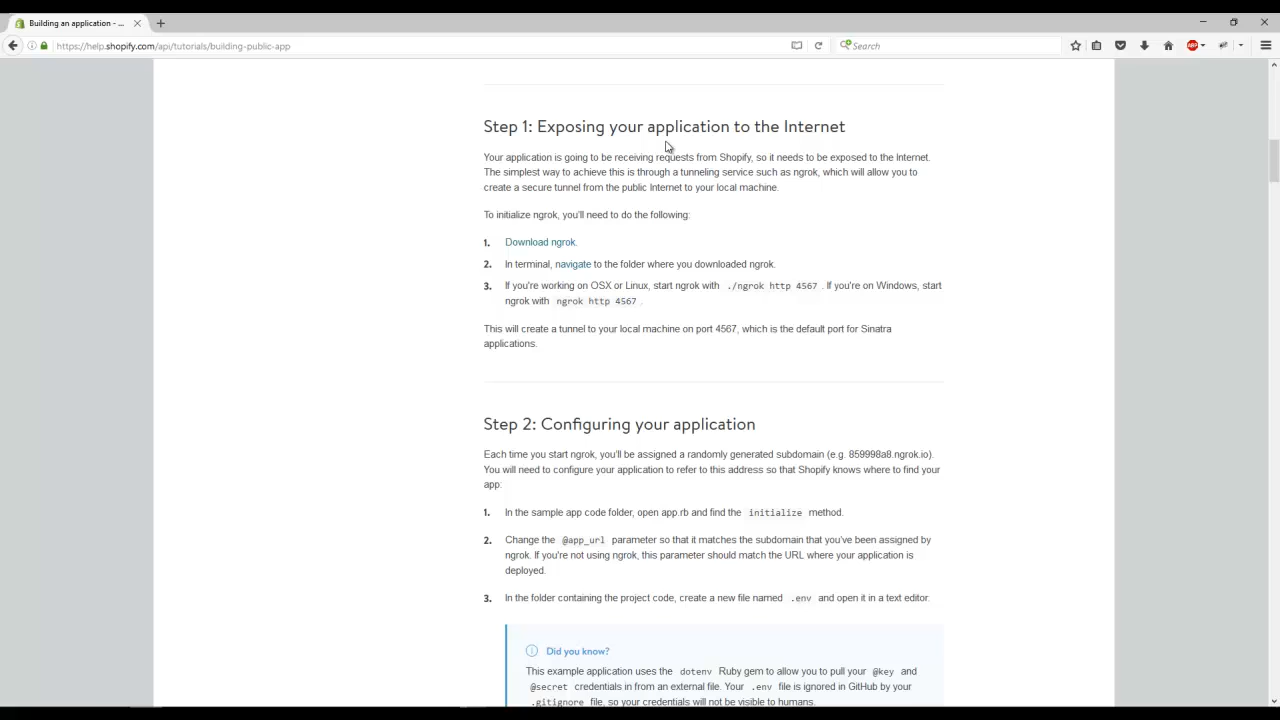 Building an application - ...
https://help.shopify.com/api/tutorials/building-public-app
Search
ABP
Step 1: Exposing your application to the Internet
Your application is going to be receiving requests from Shopify, so it needs to be exposed to the Internet.
The simplest way to achieve this is through a tunneling service such as ngrok, which will allow you to
create a secure tunnel from the public Internet to your local machine.
To initialize ngrok, you'll need to do the following:
1. Download ngrok.
2. In terminal, navigate to the folder where you downloaded ngrok.
3. If you're working on OSX or Linux, start ngrok with ./ngrok http 4567 . If you're on Windows, start
ngrok with ngrok http 4567 .
This will create a tunnel to your local machine on port 4567, which is the default port for Sinatra
applications.
Step 2: Configuring your application
Each time you start ngrok, you'll be assigned a randomly generated subdomain (e.g. 859998a8.ngrok.io).
You will need to configure your application to refer to this address so that Shopify knows where to find your
app:
1. In the sample app code folder, open app.rb and find the initialize method.
2. Change the @app_url parameter so that it matches the subdomain that you've been assigned by
ngrok. If you're not using ngrok, this parameter should match the URL where your application is
deployed.
3. In the folder containing the project code, create a new file named .env and open it in a text editor.
Did you know?
This example application uses the dotenv Ruby gem to allow you to pull your @key and
@secret credentials in from an external file. Your .env file is ignored in GitHub by your
.gitignore file, so your credentials will not be visible to humans.